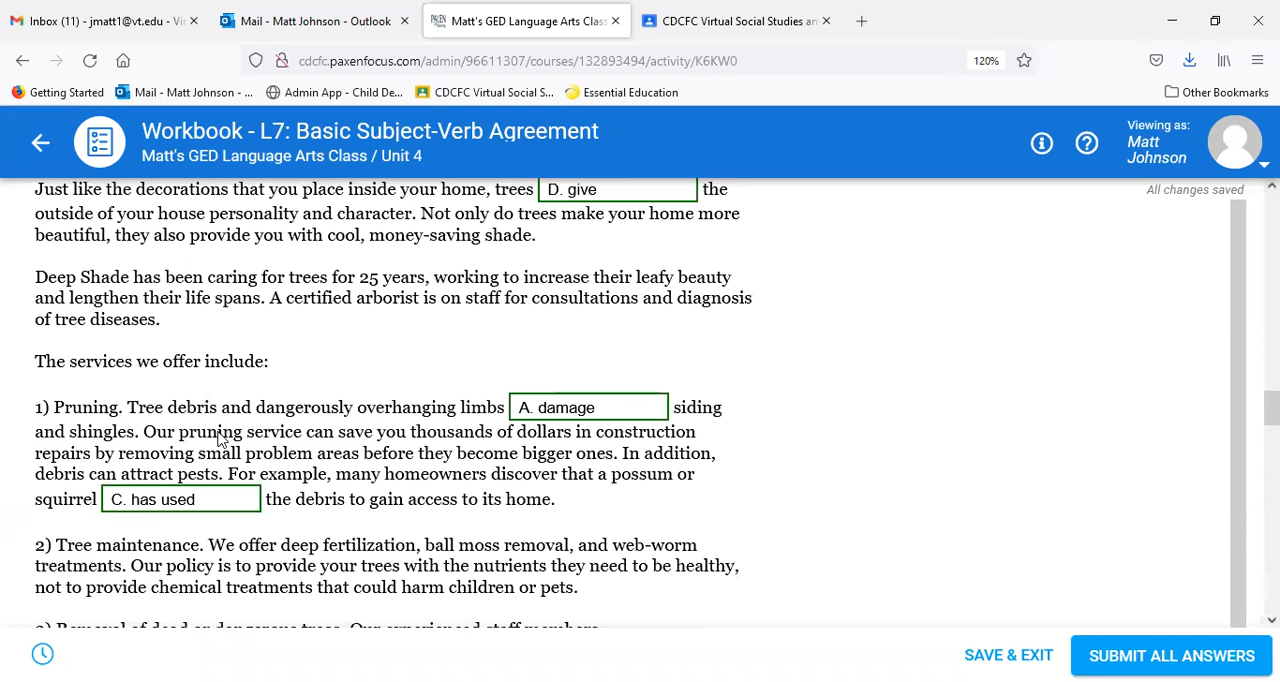 Inbox (11) - jmatt1@vt.edu - Vir
Mail - Matt Johnson - Outlook
Matt's GED Language Arts Clas
CDCFC Virtual Social Studies an
cdcfc.paxenfocus.com/admin/96611307/courses/132893494/activity/K6KW0
120%
Getting Started
Mail - Matt Johnson - ...
Admin App - Child De...
CDCFC Virtual Social S...
Essential Education
Other Bookmarks
Workbook - L7: Basic Subject-Verb Agreement
Matt's GED Language Arts Class / Unit 4
Viewing as:
Matt
Johnson
All changes saved
Just like the decorations that you place inside your home, trees D. give the
outside of your house personality and character. Not only do trees make your home more
beautiful, they also provide you with cool, money-saving shade.
Deep Shade has been caring for trees for 25 years, working to increase their leafy beauty
and lengthen their life spans. A certified arborist is on staff for consultations and diagnosis
of tree diseases.
The services we offer include:
1) Pruning. Tree debris and dangerously overhanging limbs A. damage siding
and shingles. Our pruning service can save you thousands of dollars in construction
repairs by removing small problem areas before they become bigger ones. In addition,
debris can attract pests. For example, many homeowners discover that a possum or
squirrel C. has used the debris to gain access to its home.
2) Tree maintenance. We offer deep fertilization, ball moss removal, and web-worm
treatments. Our policy is to provide your trees with the nutrients they need to be healthy,
not to provide chemical treatments that could harm children or pets.
3) Removal of dead or dangerous trees. Our experienced staff members
SAVE & EXIT
SUBMIT ALL ANSWERS